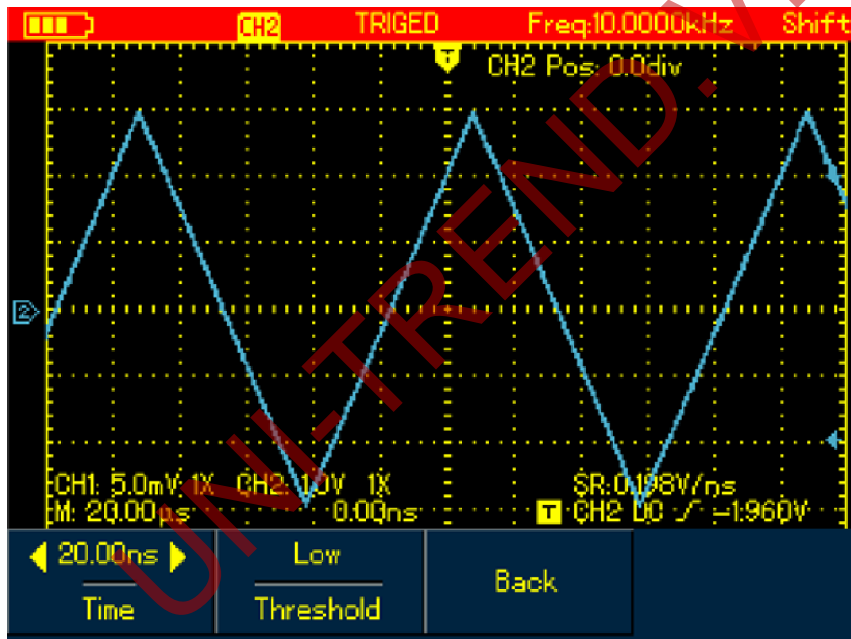 CH2 TRIGED Freq:10.0000kHz Shift
T
CH2 Pos: 0.0div
2
CH1: 5.0mV 1X CH2: 1.0V 1X SR:0.198V/ns
M: 20.00µs 0.00ns T CH2 DC -1.960V
20.00ns Low
Time Threshold
Back
UNI-TREND.